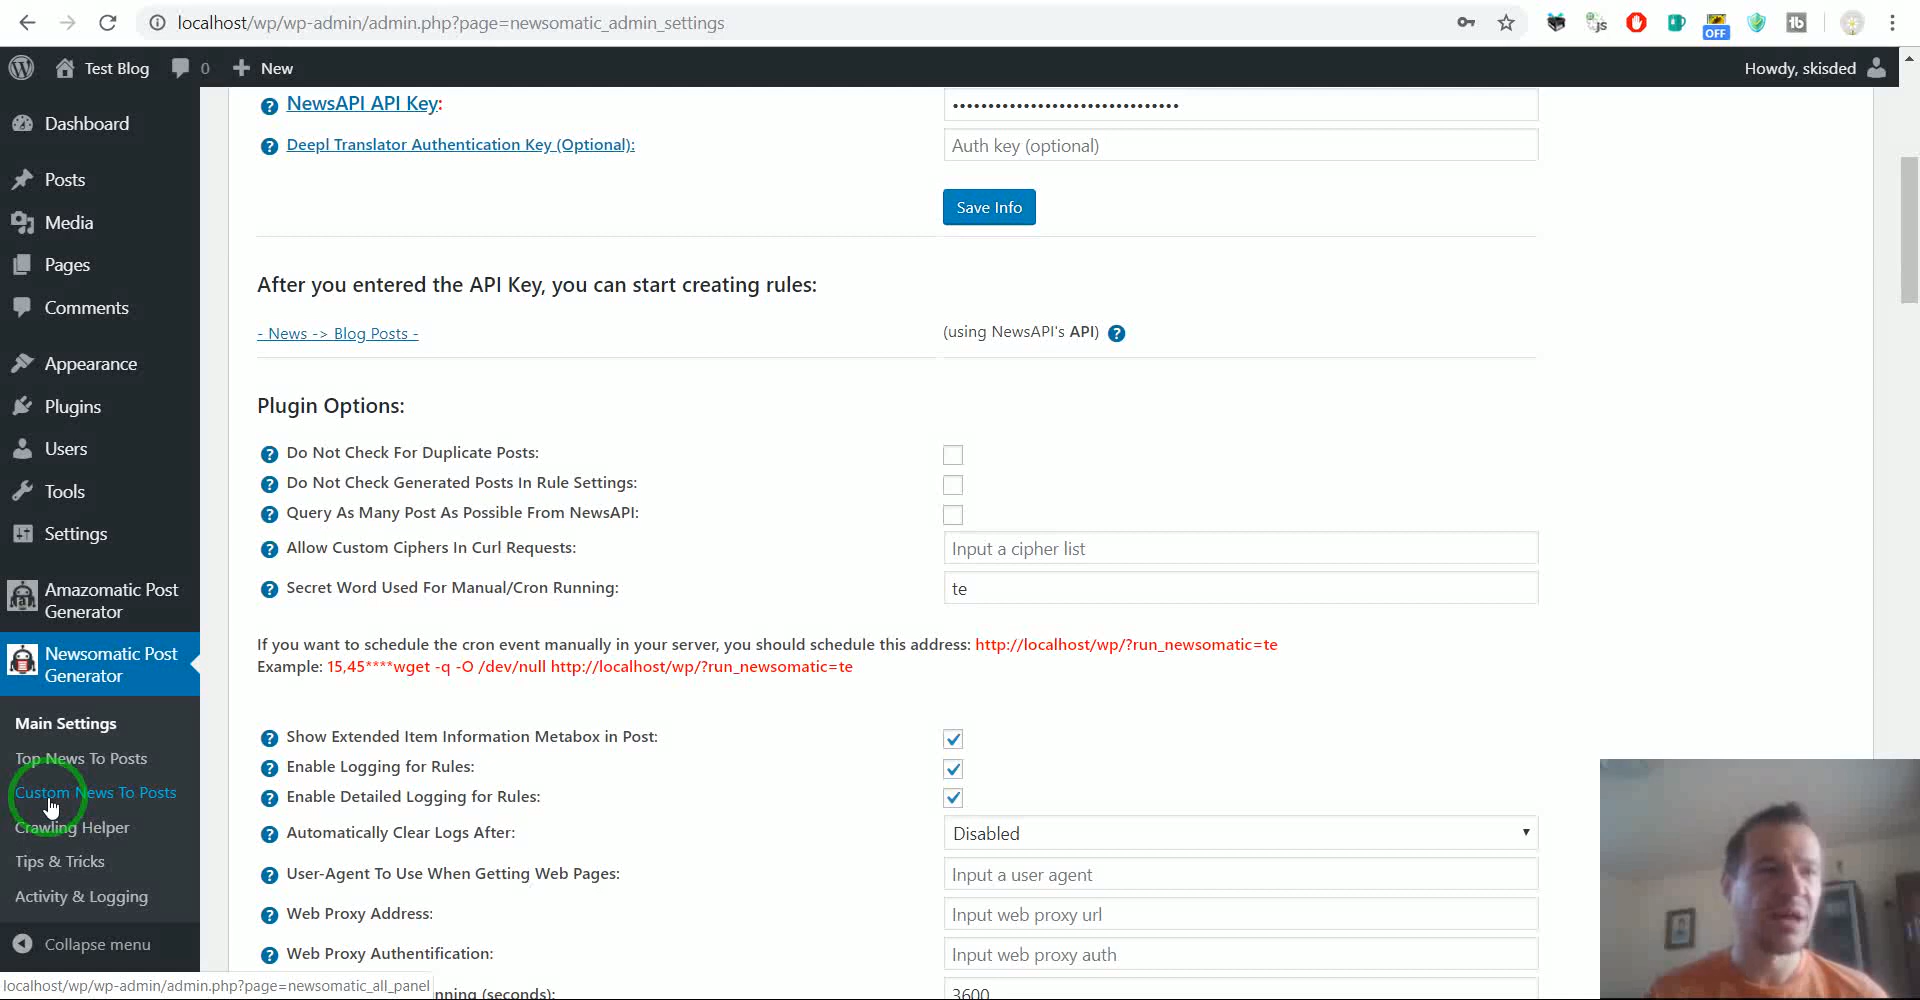 localhost/wp/wp-admin/admin.php?page=newsomatic_admin_settings
JS
OFF
Test Blog 0 New Howdy, skisded
Dashboard
Posts
Media
Pages
Comments
Appearance
Plugins
Users
Tools
Settings
Amazomatic Post
Generator
Newsomatic Post
Generator
Main Settings
Top News To Posts
Custom News To Posts
Crawling Helper
Tips & Tricks
Activity & Logging
Collapse menu
localhost/wp/wp-admin/admin.php?page=newsomatic_all_panel
? NewsAPI API Key: ••••••••••••••••••••••••••••••••
? Deepl Translator Authentication Key (Optional): Auth key (optional)
Save Info
After you entered the API Key, you can start creating rules:
- News -> Blog Posts - (using NewsAPI's API) ?
Plugin Options:
? Do Not Check For Duplicate Posts:
? Do Not Check Generated Posts In Rule Settings:
? Query As Many Post As Possible From NewsAPI:
? Allow Custom Ciphers In Curl Requests: Input a cipher list
? Secret Word Used For Manual/Cron Running: te
If you want to schedule the cron event manually in your server, you should schedule this address: http://localhost/wp/?run_newsomatic=te
Example: 15,45****wget -q -O /dev/null http://localhost/wp/?run_newsomatic=te
? Show Extended Item Information Metabox in Post:
? Enable Logging for Rules:
? Enable Detailed Logging for Rules:
? Automatically Clear Logs After: Disabled
? User-Agent To Use When Getting Web Pages: Input a user agent
? Web Proxy Address: Input web proxy url
? Web Proxy Authentification: Input web proxy auth
nning (seconds): 3600